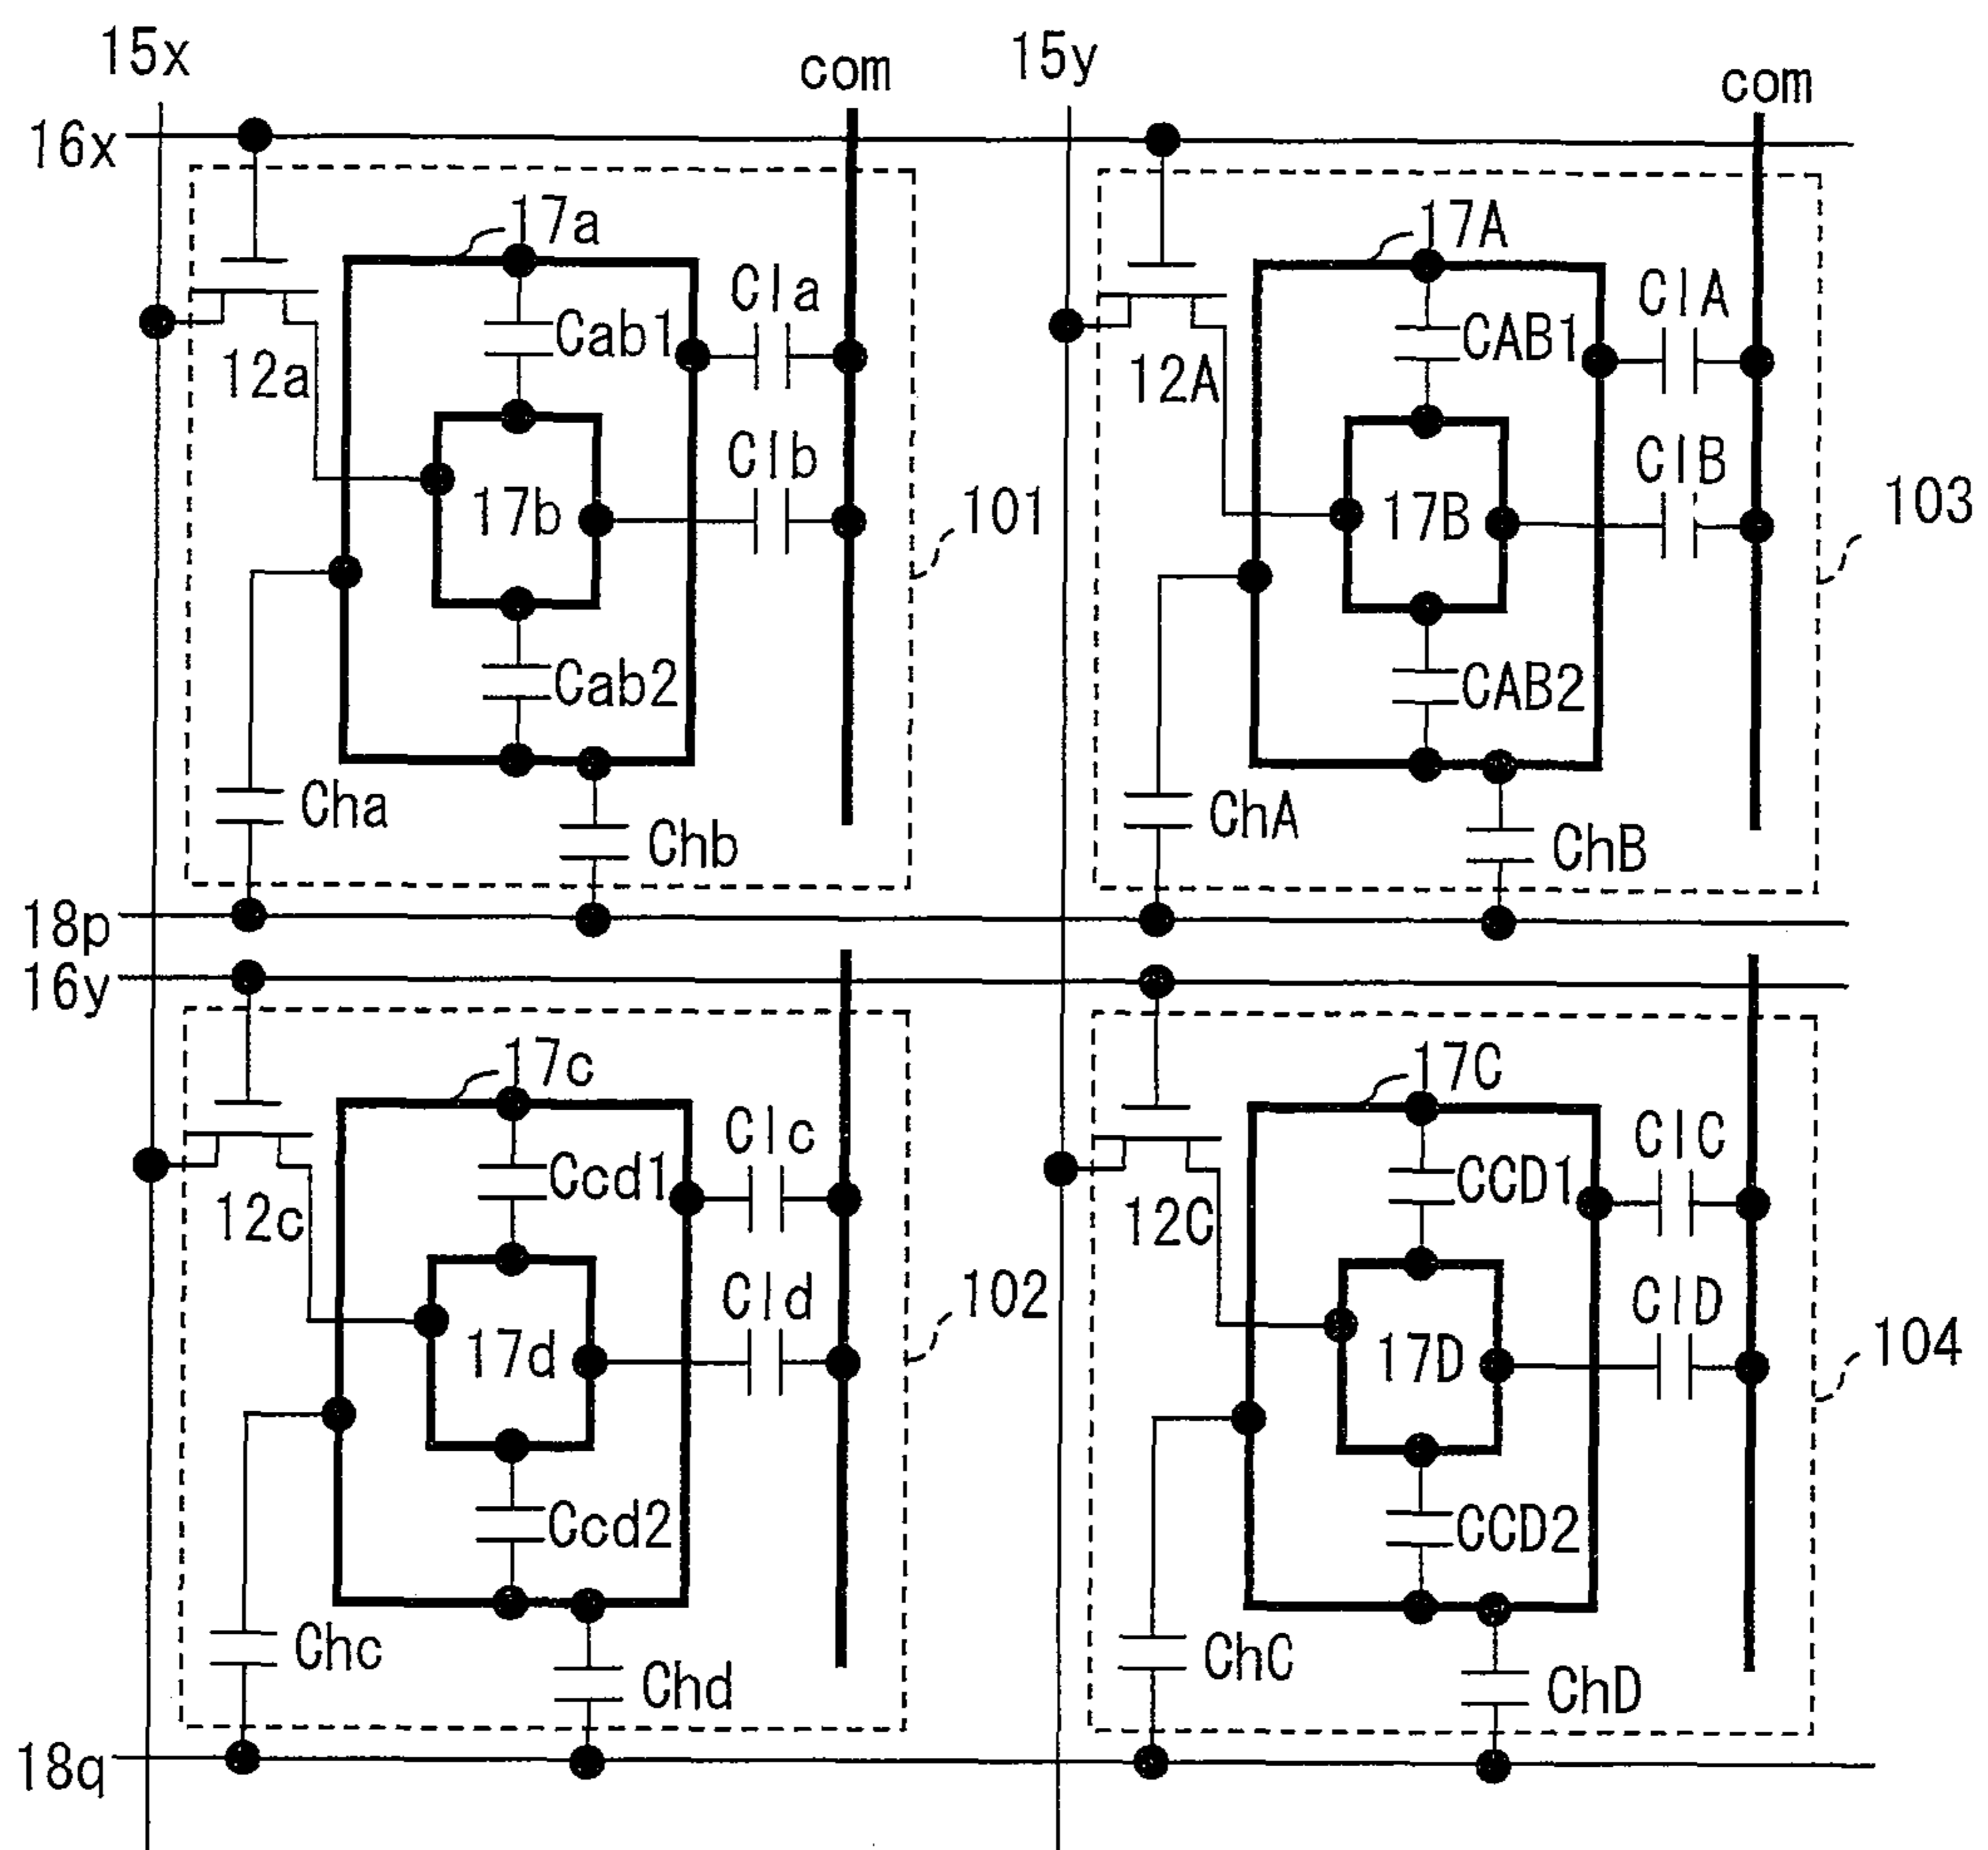 15x
com
15y
com
16x
17a
17A
Cla
ClA
Cab1
CAB1
12a
12A
Clb
ClB
17b
17B
101
103
Cab2
CAB2
Cha
Chb
ChA
ChB
18p
16y
17c
17C
Clc
ClC
Ccd1
CCD1
12c
12C
Cld
ClD
17d
17D
102
104
Ccd2
CCD2
Chc
Chd
ChC
ChD
18q